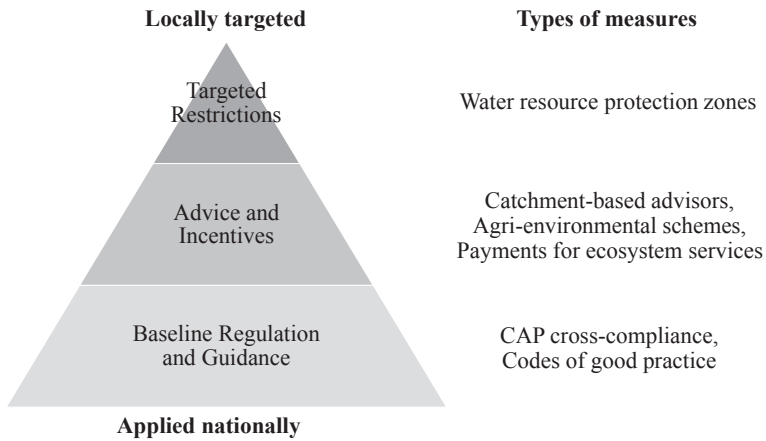 Locally targeted
Types of measures
Targeted
Restrictions
Water resource protection zones
Advice and
Incentives
Catchment-based advisors,
Agri-environmental schemes,
Payments for ecosystem services
Baseline Regulation
and Guidance
CAP cross-compliance,
Codes of good practice
Applied nationally